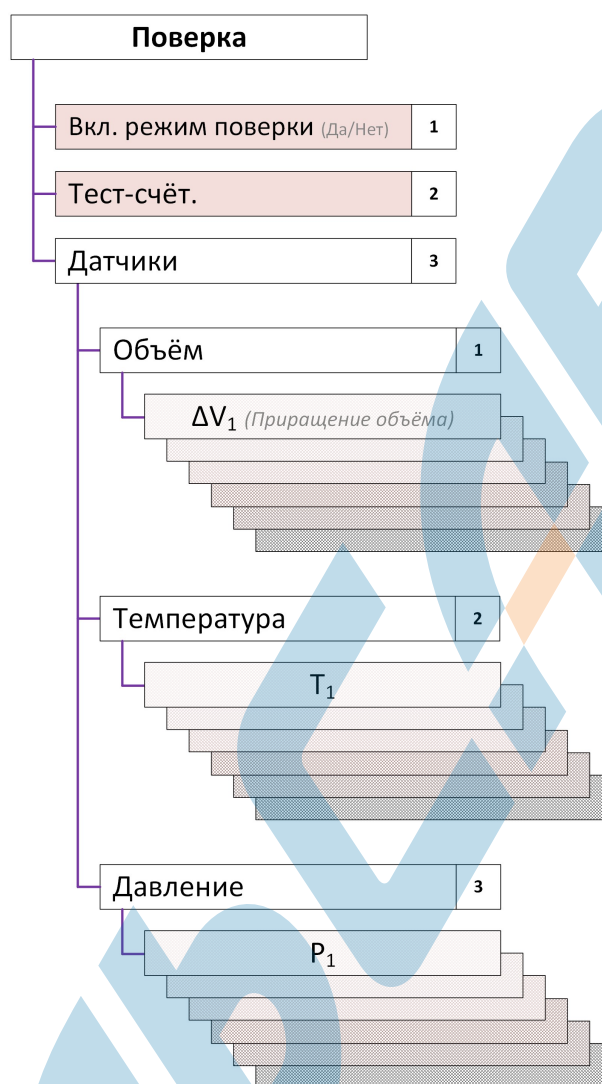 Поверка
Вкл. режим поверки (Да/Нет) 1
Тест-счёт. 2
Датчики 3
Объём 1
ΔV₁ (Приращение объёма)
Температура 2
T₁
Давление 3
P₁